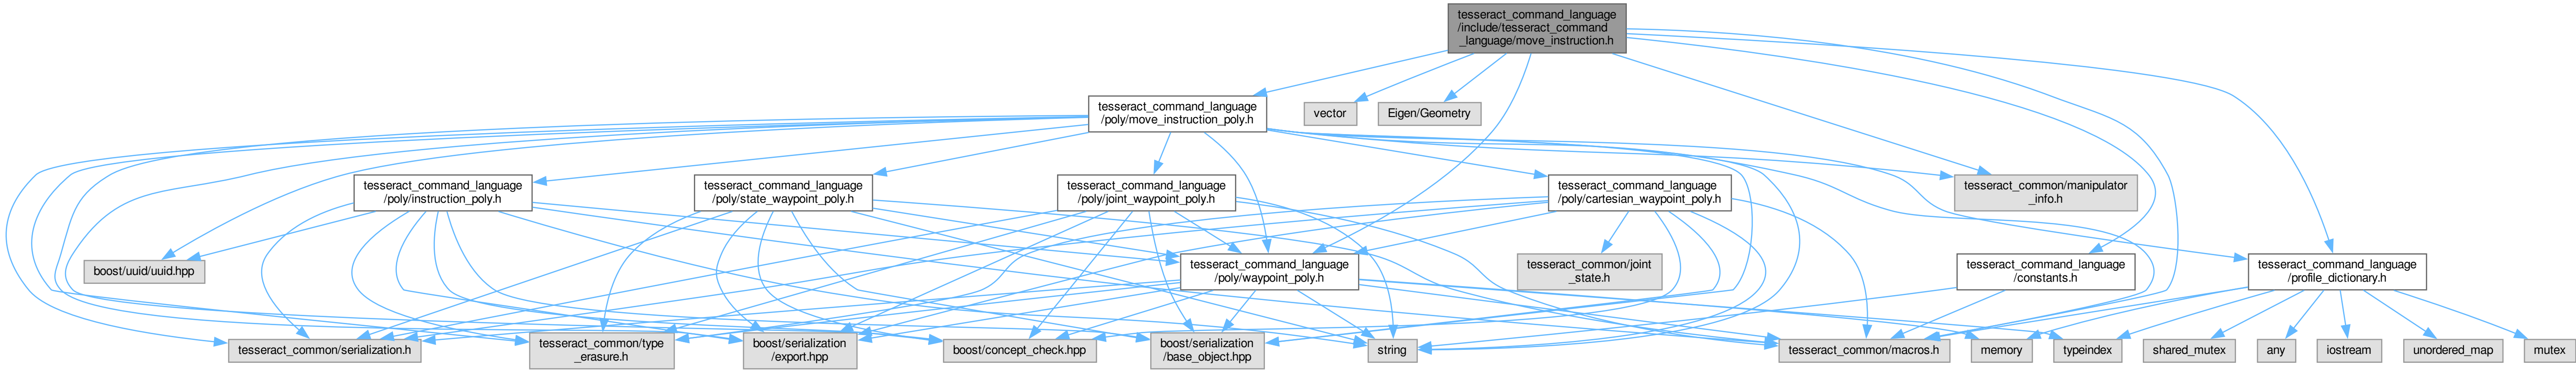 tesseract_command_language
/include/tesseract_command
_language/move_instruction.h
tesseract_command_language
/poly/move_instruction_poly.h
vector
Eigen/Geometry
tesseract_command_language
/poly/instruction_poly.h
tesseract_command_language
/poly/state_waypoint_poly.h
tesseract_command_language
/poly/joint_waypoint_poly.h
tesseract_command_language
/poly/cartesian_waypoint_poly.h
tesseract_common/manipulator
_info.h
boost/uuid/uuid.hpp
tesseract_command_language
/poly/waypoint_poly.h
tesseract_common/joint
_state.h
tesseract_command_language
/constants.h
tesseract_command_language
/profile_dictionary.h
tesseract_common/serialization.h
tesseract_common/type
_erasure.h
boost/serialization
/export.hpp
boost/concept_check.hpp
boost/serialization
/base_object.hpp
string
tesseract_common/macros.h
memory
typeindex
shared_mutex
any
iostream
unordered_map
mutex